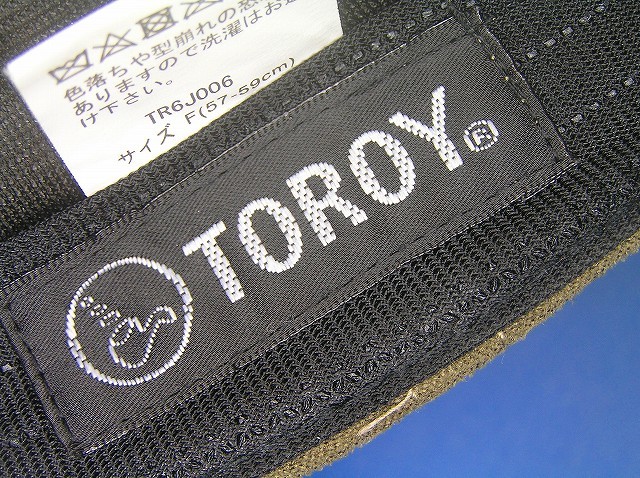 色落ちや型崩れの恐
ありますので洗濯はお避
け下さい。
TR6J006
サイズ F(57-59cm)
TOROY®